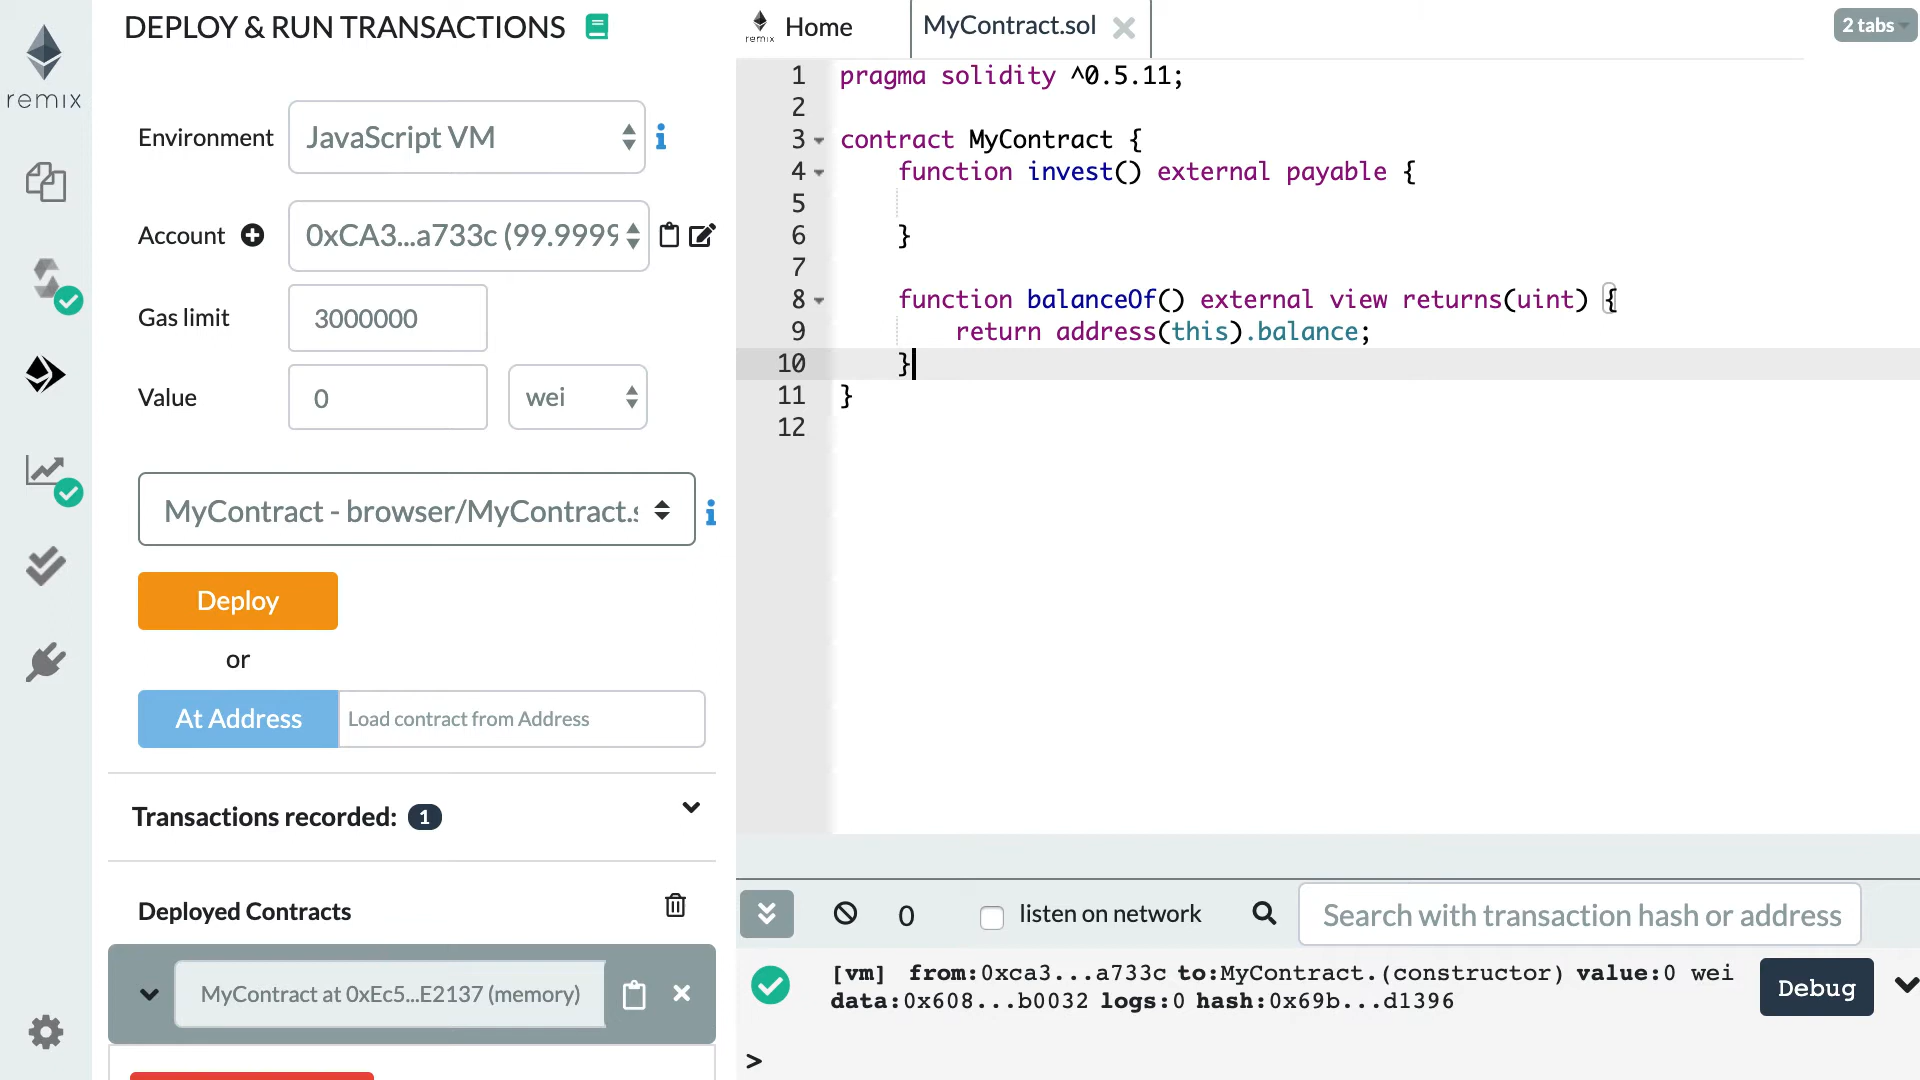 remix
DEPLOY & RUN TRANSACTIONS
Environment
JavaScript VM
Account
0xCA3...a733c (99.9999
Gas limit
3000000
Value
0
wei
MyContract - browser/MyContract.s
Deploy
or
At Address
Load contract from Address
Transactions recorded:
1
Deployed Contracts
MyContract at 0xEc5...E2137 (memory)
remix
Home
MyContract.sol
2 tabs
1 pragma solidity ^0.5.11;
2
3 contract MyContract {
4 function invest() external payable {
5
6 }
7
8 function balanceOf() external view returns(uint) {
9 return address(this).balance;
10 }
11 }
12
0
listen on network
Search with transaction hash or address
[vm] from:0xca3...a733c to:MyContract.(constructor) value:0 wei
data:0x608...b0032 logs:0 hash:0x69b...d1396
Debug
>